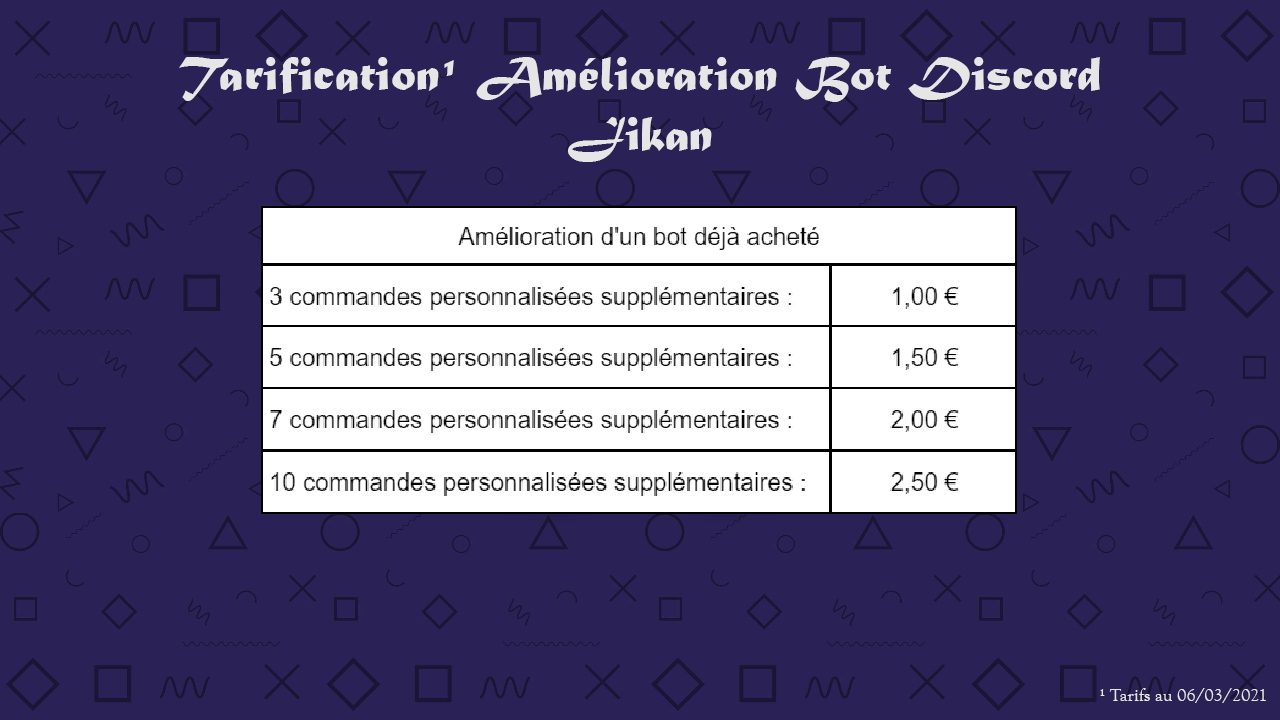 Tarification¹ Amélioration Bot Discord
Jikan
Amélioration d'un bot déjà acheté
3 commandes personnalisées supplémentaires : 1,00 €
5 commandes personnalisées supplémentaires : 1,50 €
7 commandes personnalisées supplémentaires : 2,00 €
10 commandes personnalisées supplémentaires : 2,50 €
¹ Tarifs au 06/03/2021